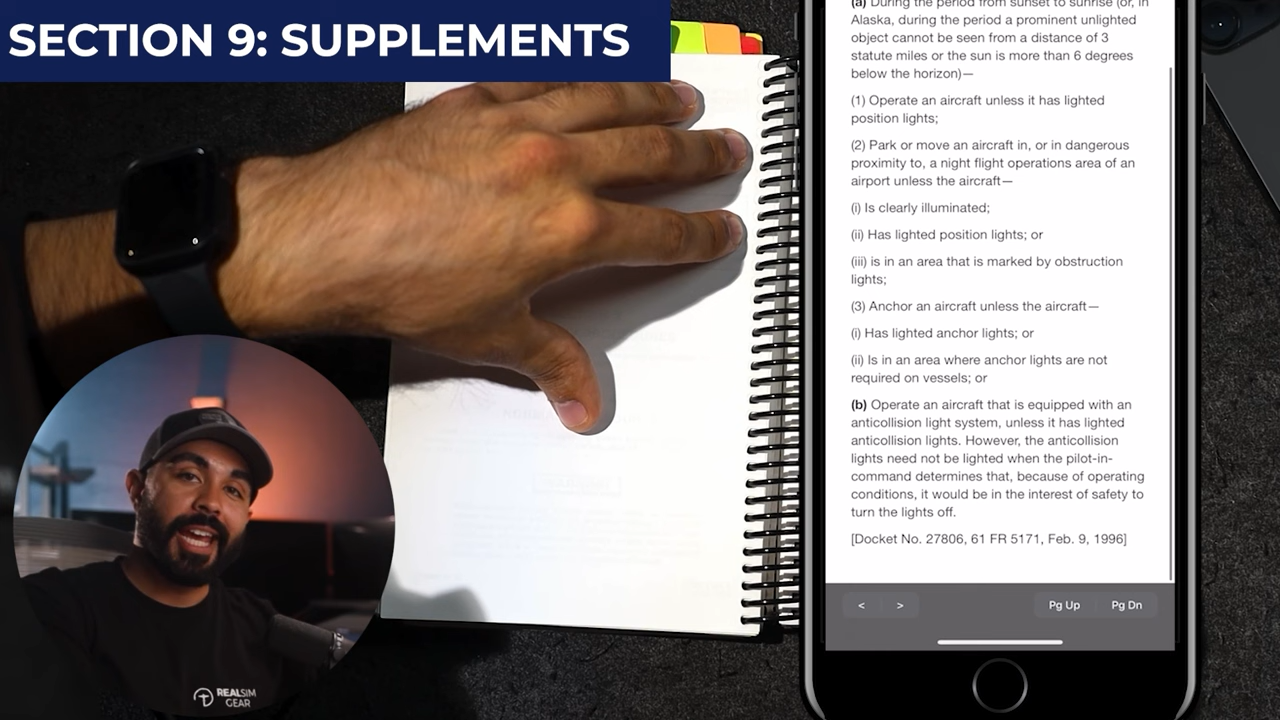 SECTION 9: SUPPLEMENTS
(a) During the period from sunset to sunrise (or, in
Alaska, during the period a prominent unlighted
object cannot be seen from a distance of 3
statute miles or the sun is more than 6 degrees
below the horizon)—
(1) Operate an aircraft unless it has lighted
position lights;
(2) Park or move an aircraft in, or in dangerous
proximity to, a night flight operations area of an
airport unless the aircraft—
(i) Is clearly illuminated;
(ii) Has lighted position lights; or
(iii) is in an area that is marked by obstruction
lights;
(3) Anchor an aircraft unless the aircraft—
(i) Has lighted anchor lights; or
(ii) Is in an area where anchor lights are not
required on vessels; or
(b) Operate an aircraft that is equipped with an
anticollision light system, unless it has lighted
anticollision lights. However, the anticollision
lights need not be lighted when the pilot-in-
command determines that, because of operating
conditions, it would be in the interest of safety to
turn the lights off.
[Docket No. 27806, 61 FR 5171, Feb. 9, 1996]
< > Pg Up Pg Dn
REALSIM
GEAR